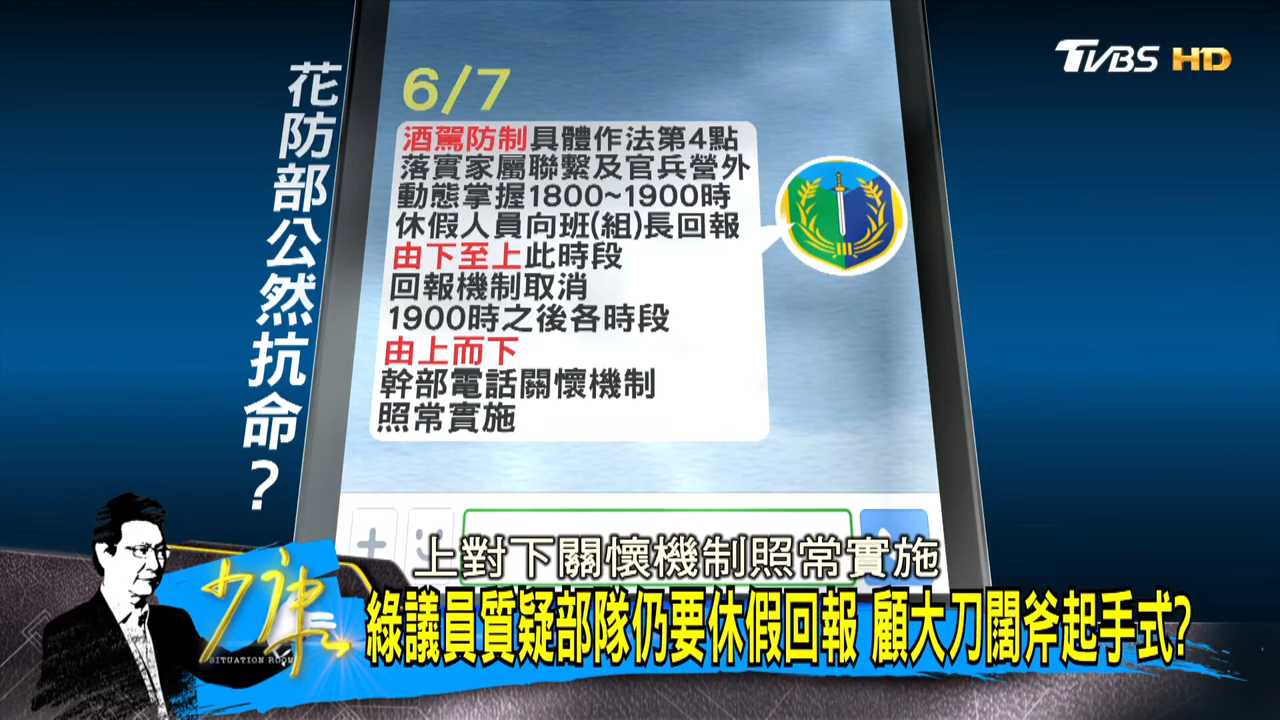 TVBS HD
花防部公然抗命?
6/7
酒駕防制具體作法第4點
落實家屬聯繫及官兵營外
動態掌握1800~1900時
休假人員向班(組)長回報
由下至上此時段
回報機制取消
1900時之後各時段
由上而下
幹部電話關懷機制
照常實施
上對下關懷機制照常實施
少康
SITUATION ROOM
綠議員質疑部隊仍要休假回報 顧大刀闊斧起手式?